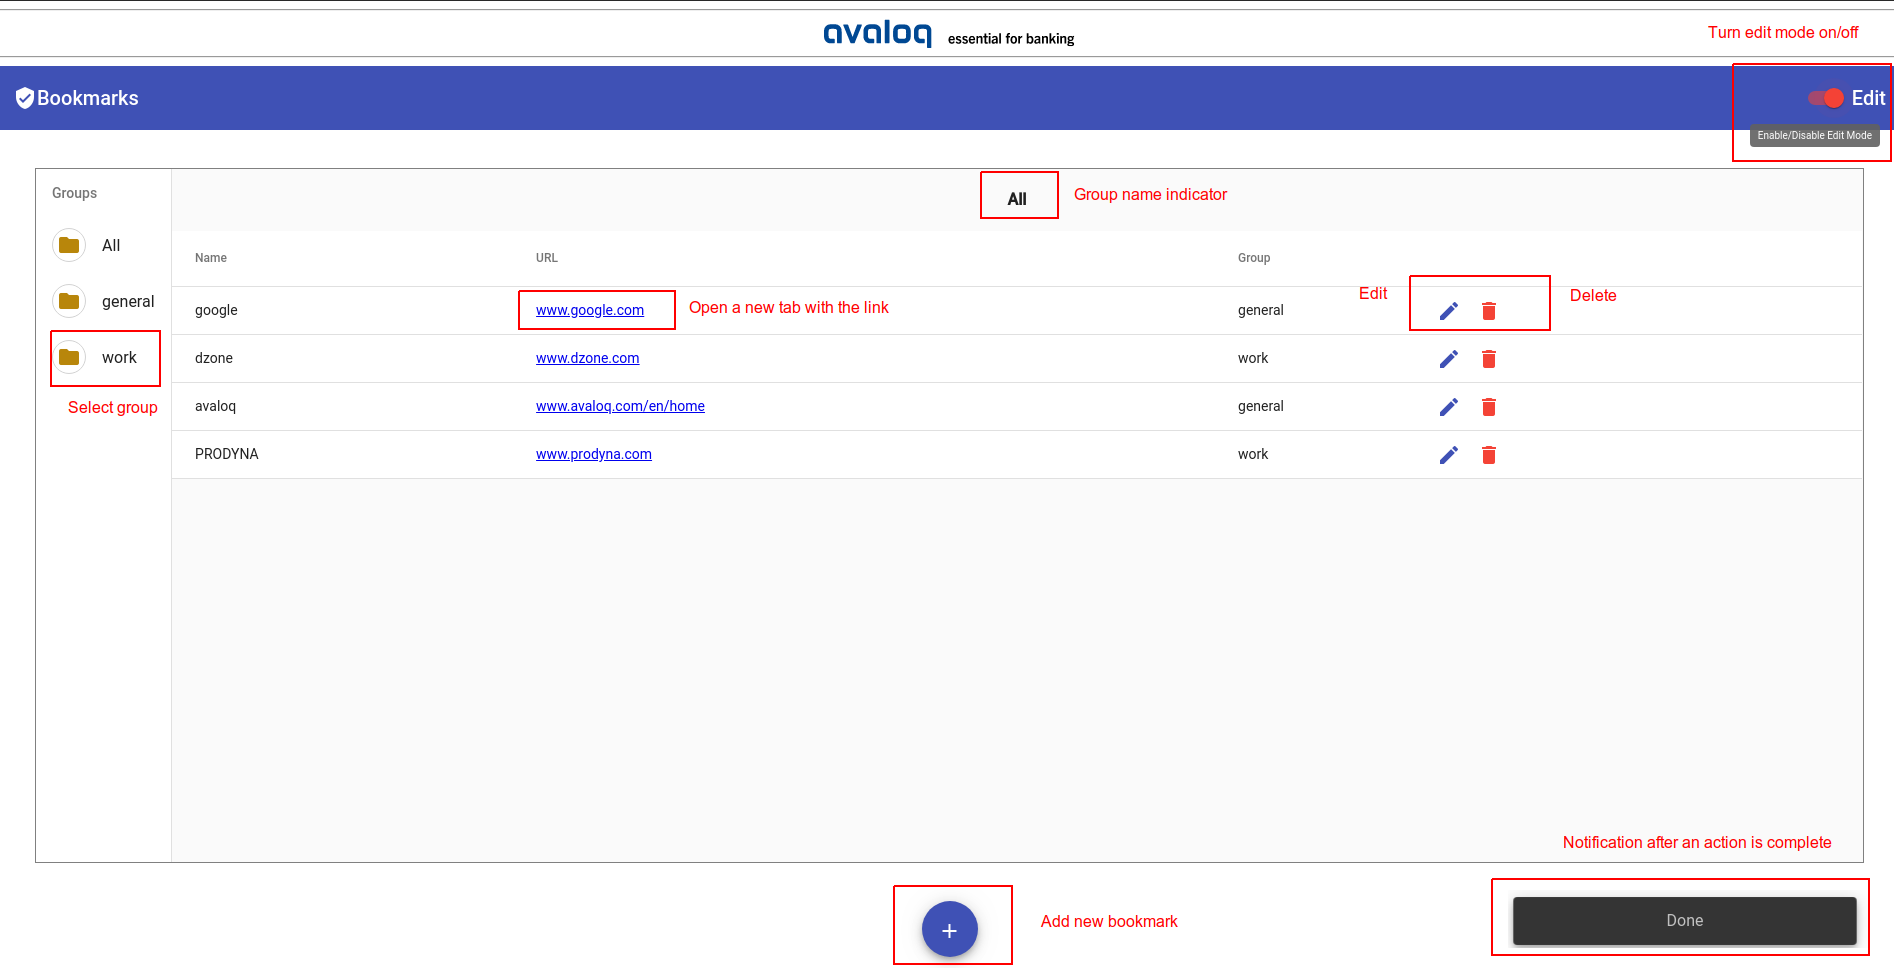 avaloq essential for banking
Turn edit mode on/off
Bookmarks
Edit
Enable/Disable Edit Mode
Groups
All
general
work
Select group
All
Group name indicator
Name URL Group
google www.google.com Open a new tab with the link general Edit Delete
dzone www.dzone.com work
avaloq www.avaloq.com/en/home general
PRODYNA www.prodyna.com work
Notification after an action is complete
+ Add new bookmark
Done